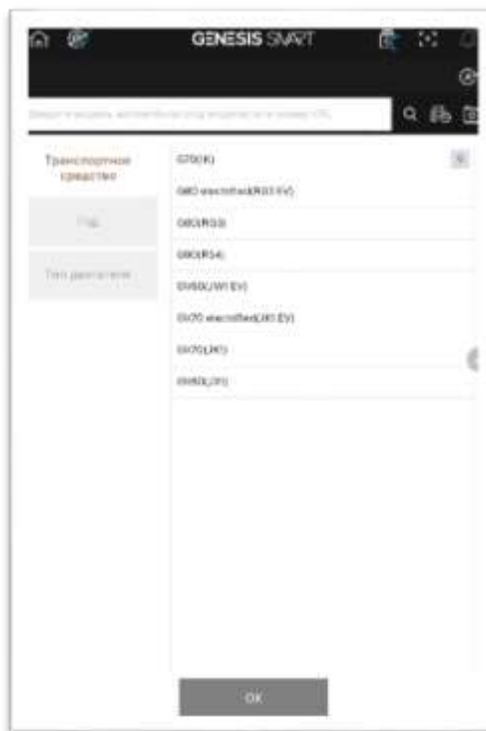 GENESIS SMART
Транспортное
средство
Год
Тип двигателя
G70(IK)
G80 electrified(RG3 EV)
G80(RG3)
G90(RS4)
GV60(JW1 EV)
GV70 electrified(JK1 EV)
GV70(JK1)
GV80(JX1)
OK